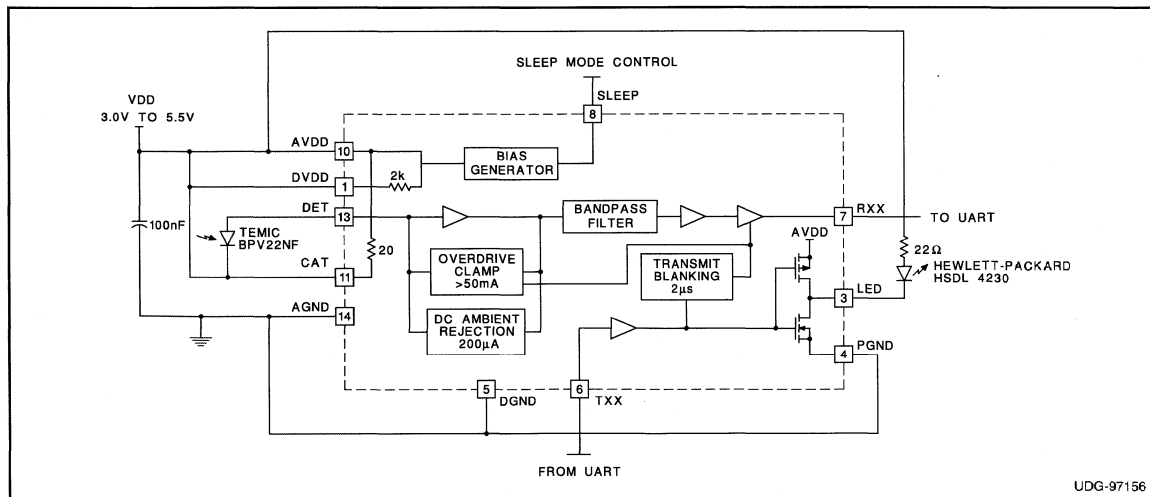 SLEEP MODE CONTROL
SLEEP
8
VDD
3.0V TO 5.5V
AVDD
10
BIAS
GENERATOR
DVDD
1
2k
DET
13
BANDPASS
FILTER
7
RXX
TO UART
100nF
TEMIC
BPV22NF
20
AVDD
22Ω
OVERDRIVE
CLAMP
>50mA
TRANSMIT
BLANKING
2µs
HEWLETT-PACKARD
HSDL 4230
CAT
11
3
LED
AGND
14
DC AMBIENT
REJECTION
200µA
PGND
4
5
DGND
6
TXX
FROM UART
UDG-97156